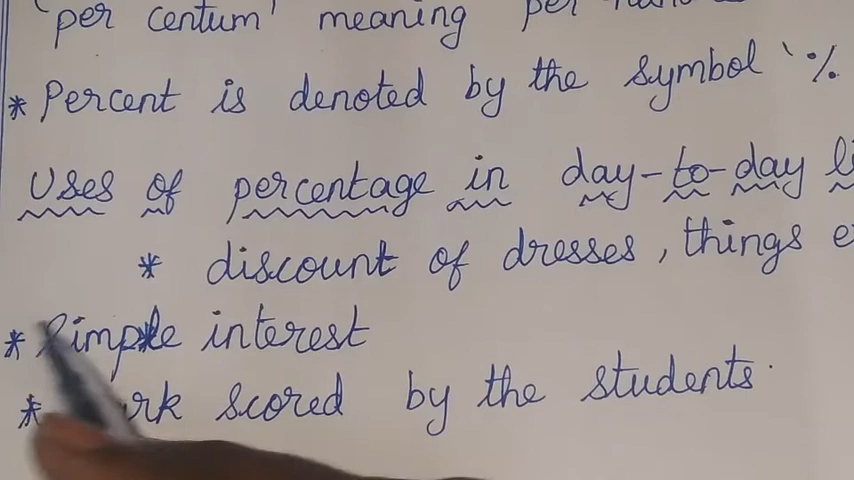 'per centum' meaning per
* Percent is denoted by the symbol '%
Uses of percentage in day-to-day
* discount of dresses, things
* Simple interest
* scored by the students.